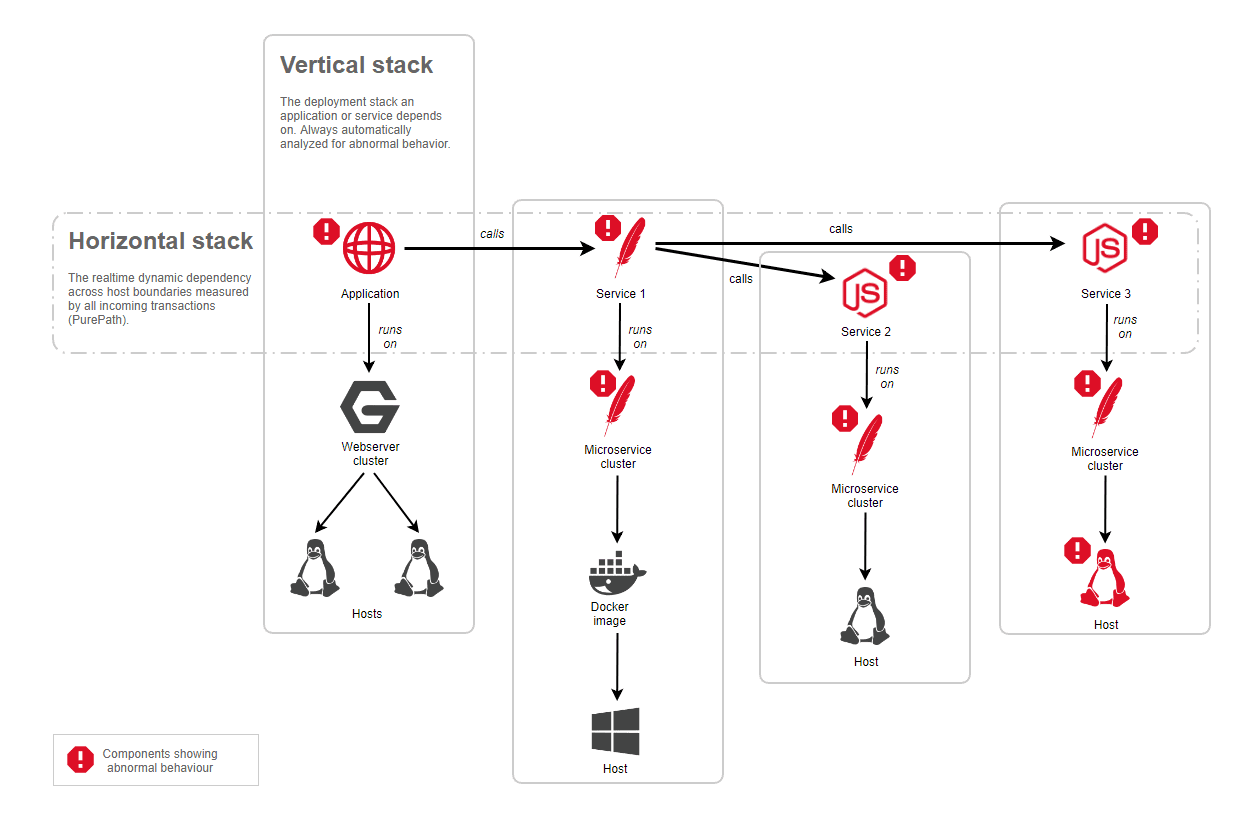 Vertical stack
The deployment stack an
application or service depends
on. Always automatically
analyzed for abnormal behavior.
Horizontal stack
The realtime dynamic dependency
across host boundaries measured
by all incoming transactions
(PurePath).
calls
calls
calls
Application
Service 1
JS
Service 2
JS
Service 3
runs
on
runs
on
runs
on
runs
on
Webserver
cluster
Hosts
Microservice
cluster
Docker
image
Host
Microservice
cluster
Host
Microservice
cluster
Host
Components showing
abnormal behaviour